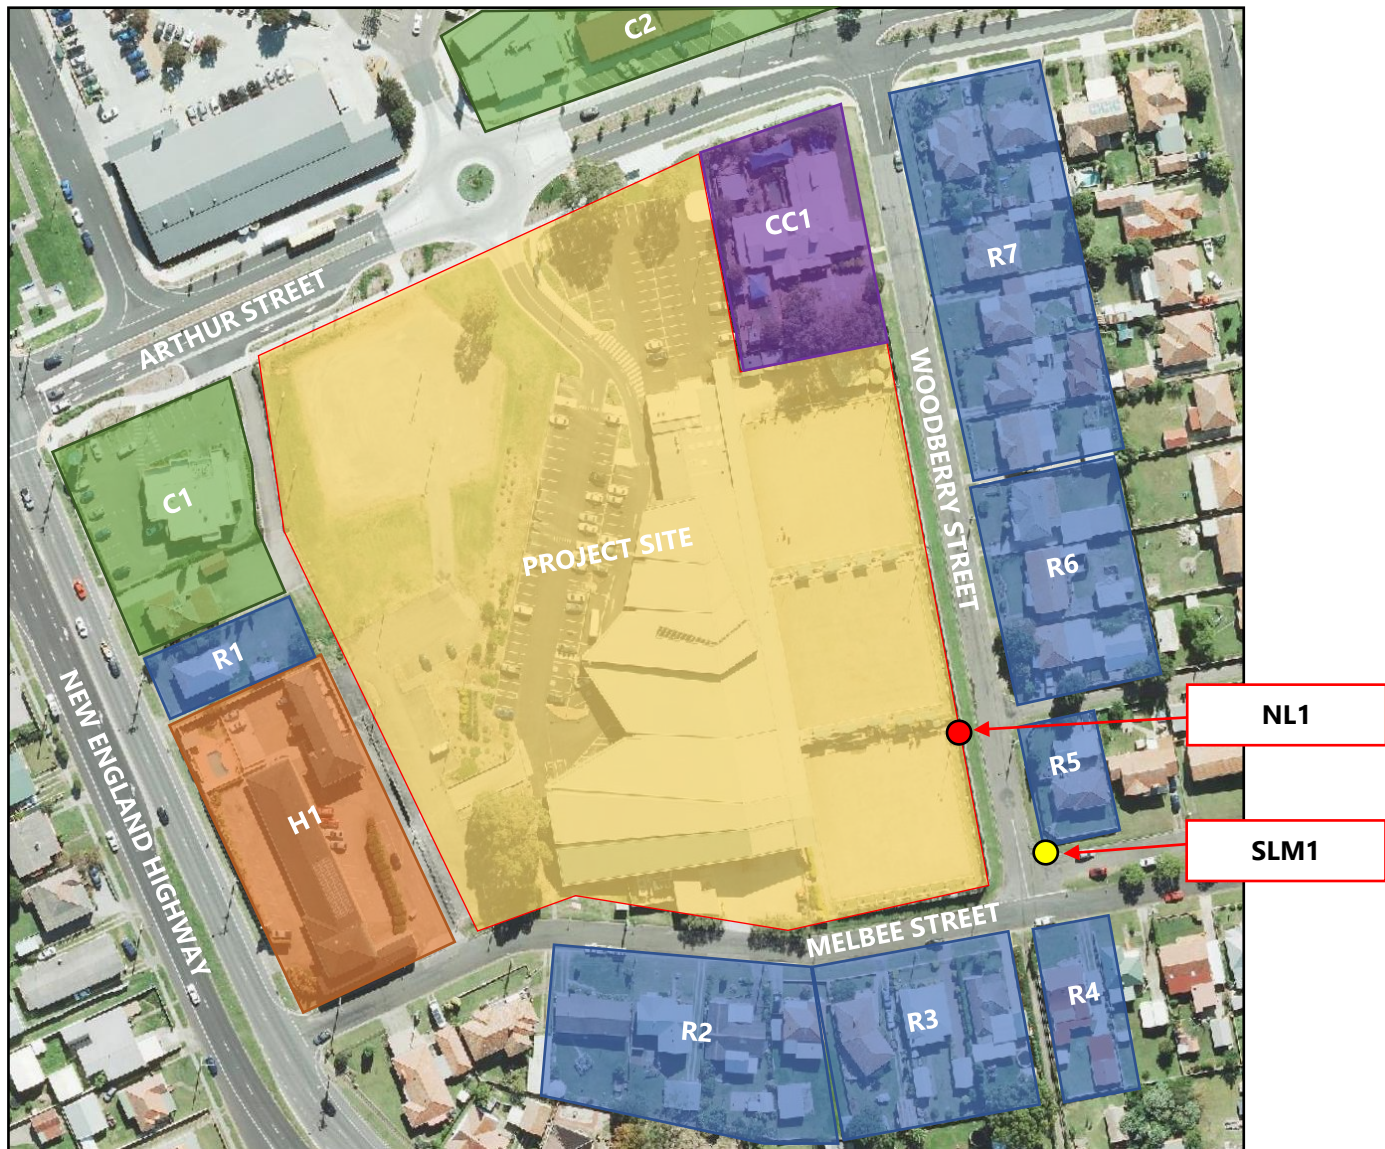 C2
CC1
R7
ARTHUR STREET
WOODBERRY STREET
C1
PROJECT SITE
R6
R1
NEW ENGLAND HIGHWAY
NL1
R5
H1
SLM1
MELBEE STREET
R4
R2
R3